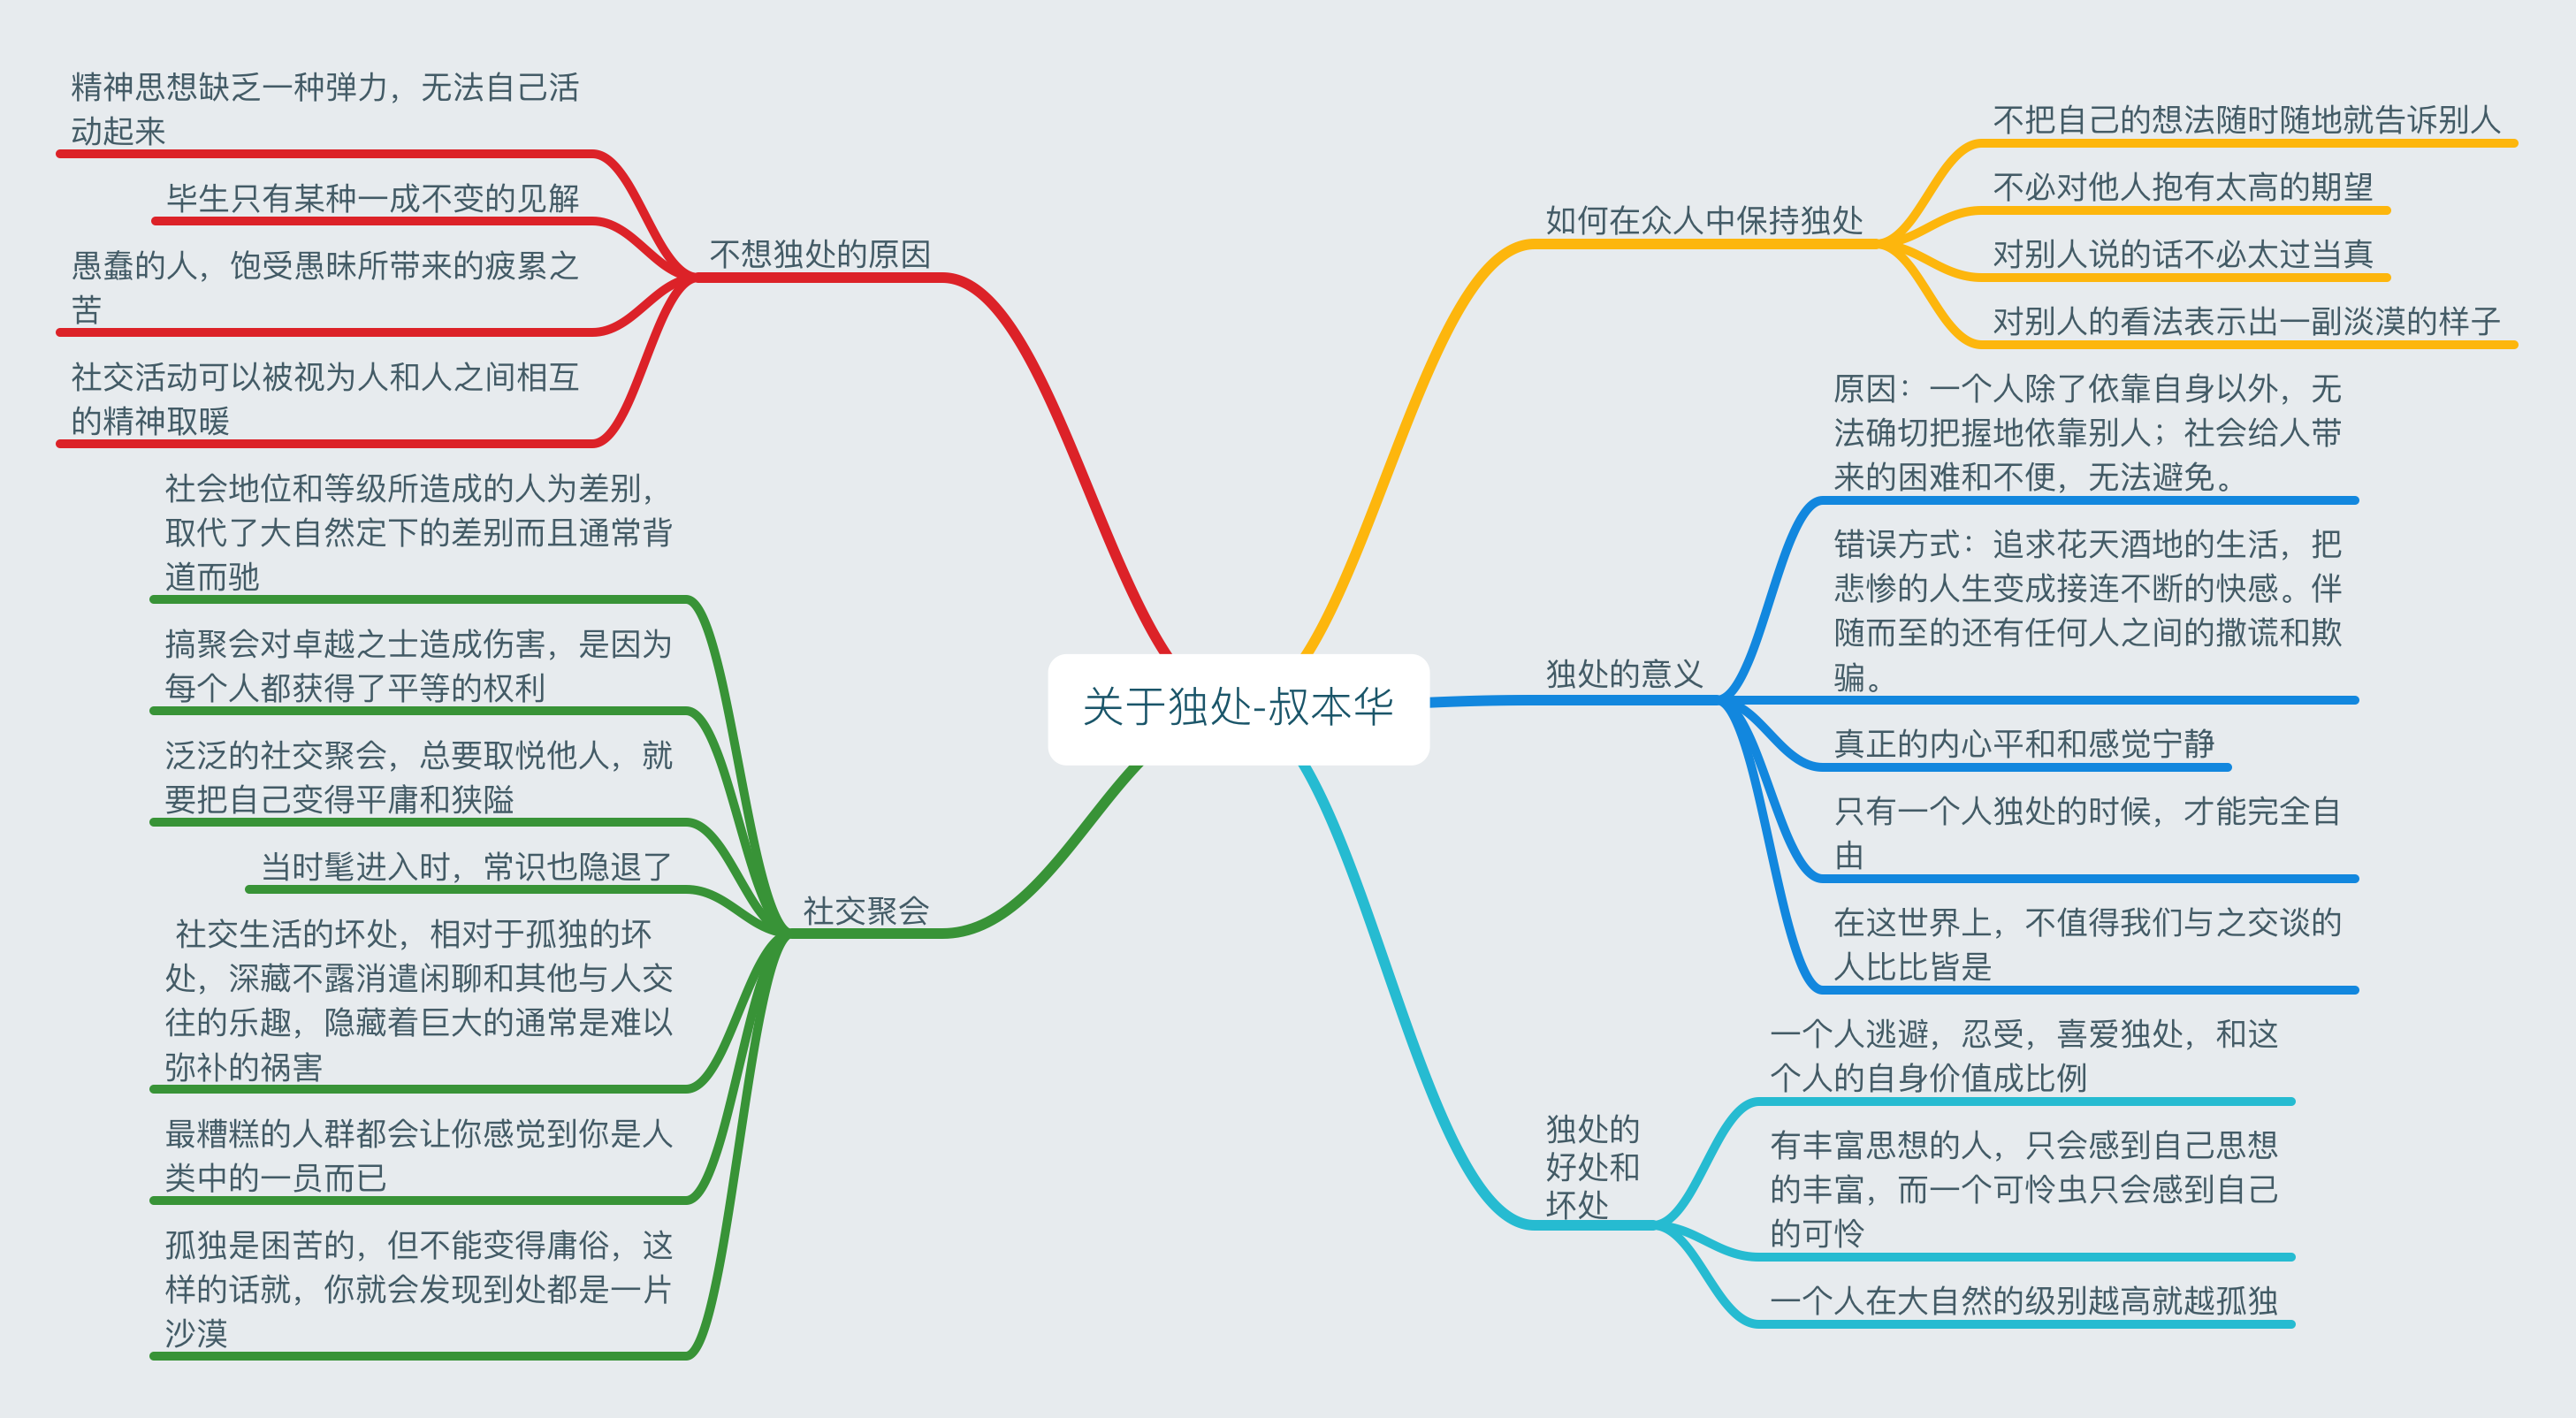 关于独处-叔本华
如何在众人中保持独处
不把自己的想法随时随地就告诉别人
不必对他人抱有太高的期望
对别人说的话不必太过当真
对别人的看法表示出一副淡漠的样子
独处的意义
原因：一个人除了依靠自身以外，无
法确切把握地依靠别人；社会给人带
来的困难和不便，无法避免。
错误方式：追求花天酒地的生活，把
悲惨的人生变成接连不断的快感。伴
随而至的还有任何人之间的撒谎和欺
骗。
真正的内心平和和感觉宁静
只有一个人独处的时候，才能完全自
由
在这世界上，不值得我们与之交谈的
人比比皆是
独处的
好处和
坏处
一个人逃避，忍受，喜爱独处，和这
个人的自身价值成比例
有丰富思想的人，只会感到自己思想
的丰富，而一个可怜虫只会感到自己
的可怜
一个人在大自然的级别越高就越孤独
不想独处的原因
精神思想缺乏一种弹力，无法自己活
动起来
毕生只有某种一成不变的见解
愚蠢的人，饱受愚昧所带来的疲累之
苦
社交活动可以被视为人和人之间相互
的精神取暖
社交聚会
社会地位和等级所造成的人为差别，
取代了大自然定下的差别而且通常背
道而驰
搞聚会对卓越之士造成伤害，是因为
每个人都获得了平等的权利
泛泛的社交聚会，总要取悦他人，就
要把自己变得平庸和狭隘
当时髦进入时，常识也隐退了
社交生活的坏处，相对于孤独的坏
处，深藏不露消遣闲聊和其他与人交
往的乐趣，隐藏着巨大的通常是难以
弥补的祸害
最糟糕的人群都会让你感觉到你是人
类中的一员而已
孤独是困苦的，但不能变得庸俗，这
样的话就，你就会发现到处都是一片
沙漠